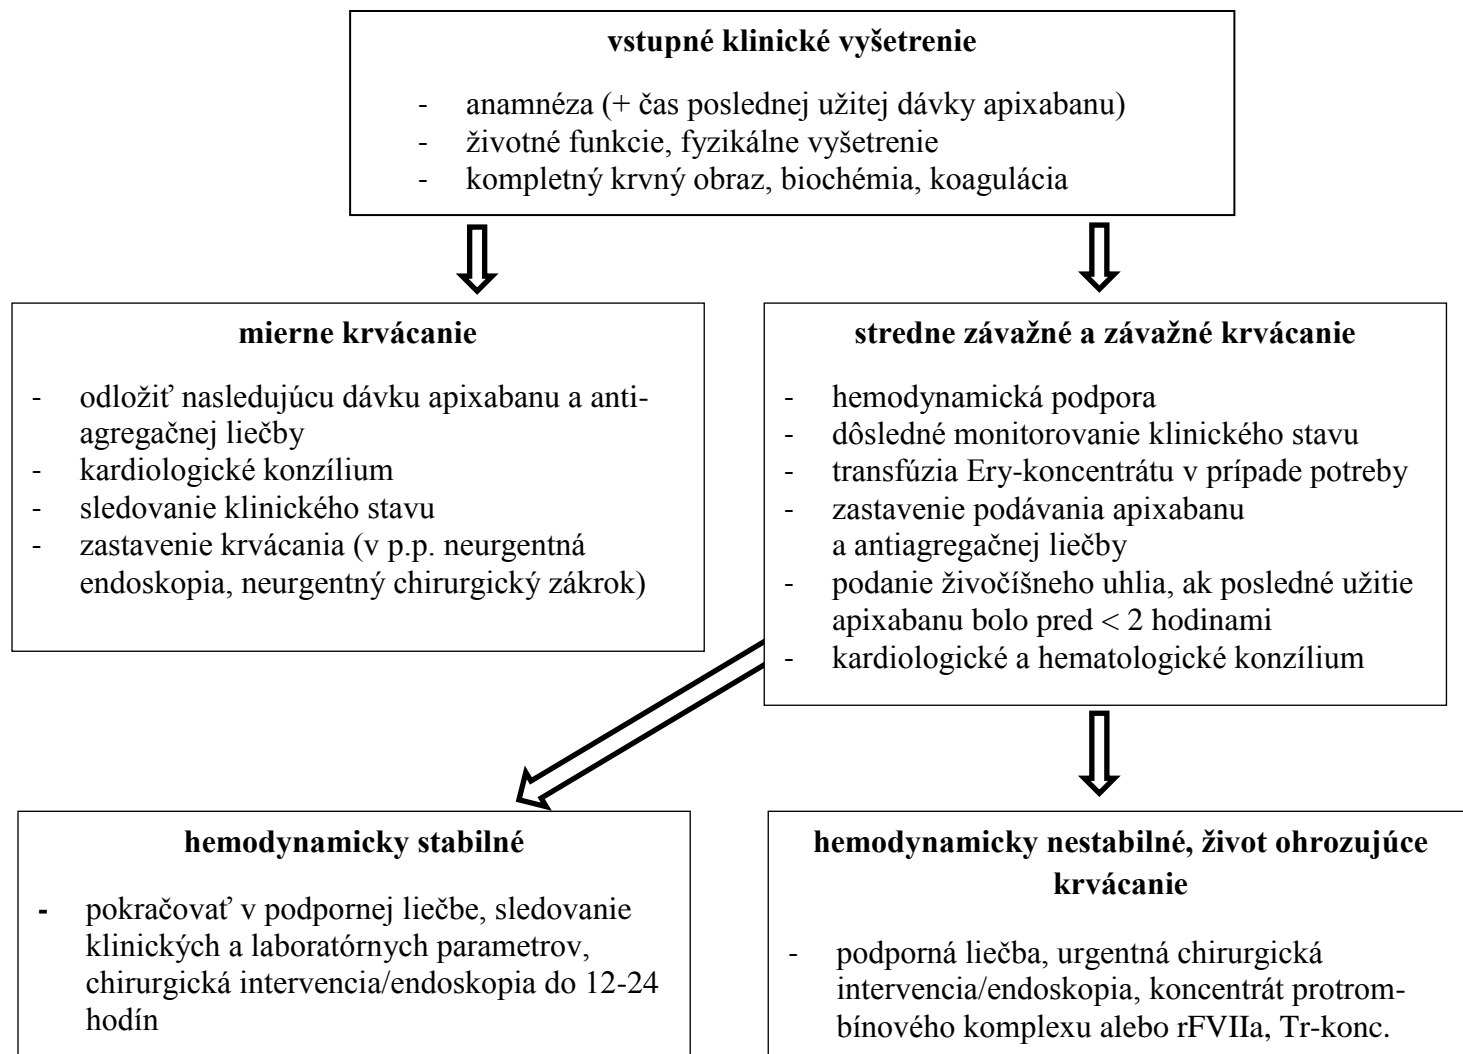 vstupné klinické vyšetrenie
- anamnéza (+ čas poslednej užitej dávky apixabanu)
- životné funkcie, fyzikálne vyšetrenie
- kompletný krvný obraz, biochémia, koagulácia
mierne krvácanie
- odložiť nasledujúcu dávku apixabanu a anti-
agregačnej liečby
- kardiologické konzílium
- sledovanie klinického stavu
- zastavenie krvácania (v p.p. neurgentná
endoskopia, neurgentný chirurgický zákrok)
stredne závažné a závažné krvácanie
- hemodynamická podpora
- dôsledné monitorovanie klinického stavu
- transfúzia Ery-koncentrátu v prípade potreby
- zastavenie podávania apixabanu
a antiagregačnej liečby
- podanie živočíšneho uhlia, ak posledné užitie
apixabanu bolo pred < 2 hodinami
- kardiologické a hematologické konzílium
hemodynamicky stabilné
- pokračovať v podpornej liečbe, sledovanie
klinických a laboratórnych parametrov,
chirurgická intervencia/endoskopia do 12-24
hodín
hemodynamicky nestabilné, život ohrozujúce
krvácanie
- podporná liečba, urgentná chirurgická
intervencia/endoskopia, koncentrát protrom-
bínového komplexu alebo rFVIIa, Tr-konc.